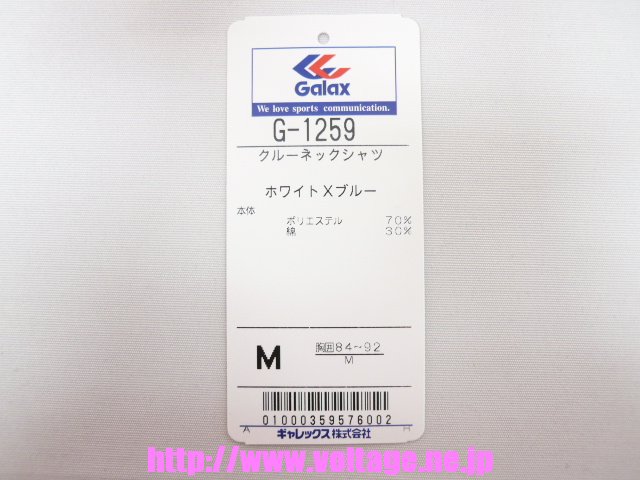 Galax
We love sports communication.
G-1259
クルーネックシャツ
ホワイトXブルー
本体
ポリエステル 70%
綿 30%
M
胸囲84~92
M
01000359576002
A B
ギャレックス株式会社
http://www.voltage.ne.jp